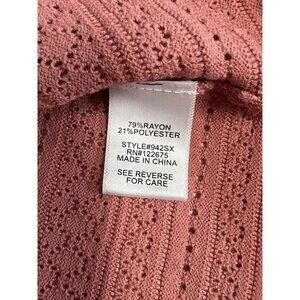 79%RAYON
21%POLYESTER
STYLE#942SX
RN#122675
MADE IN CHINA
SEE REVERSE
FOR CARE